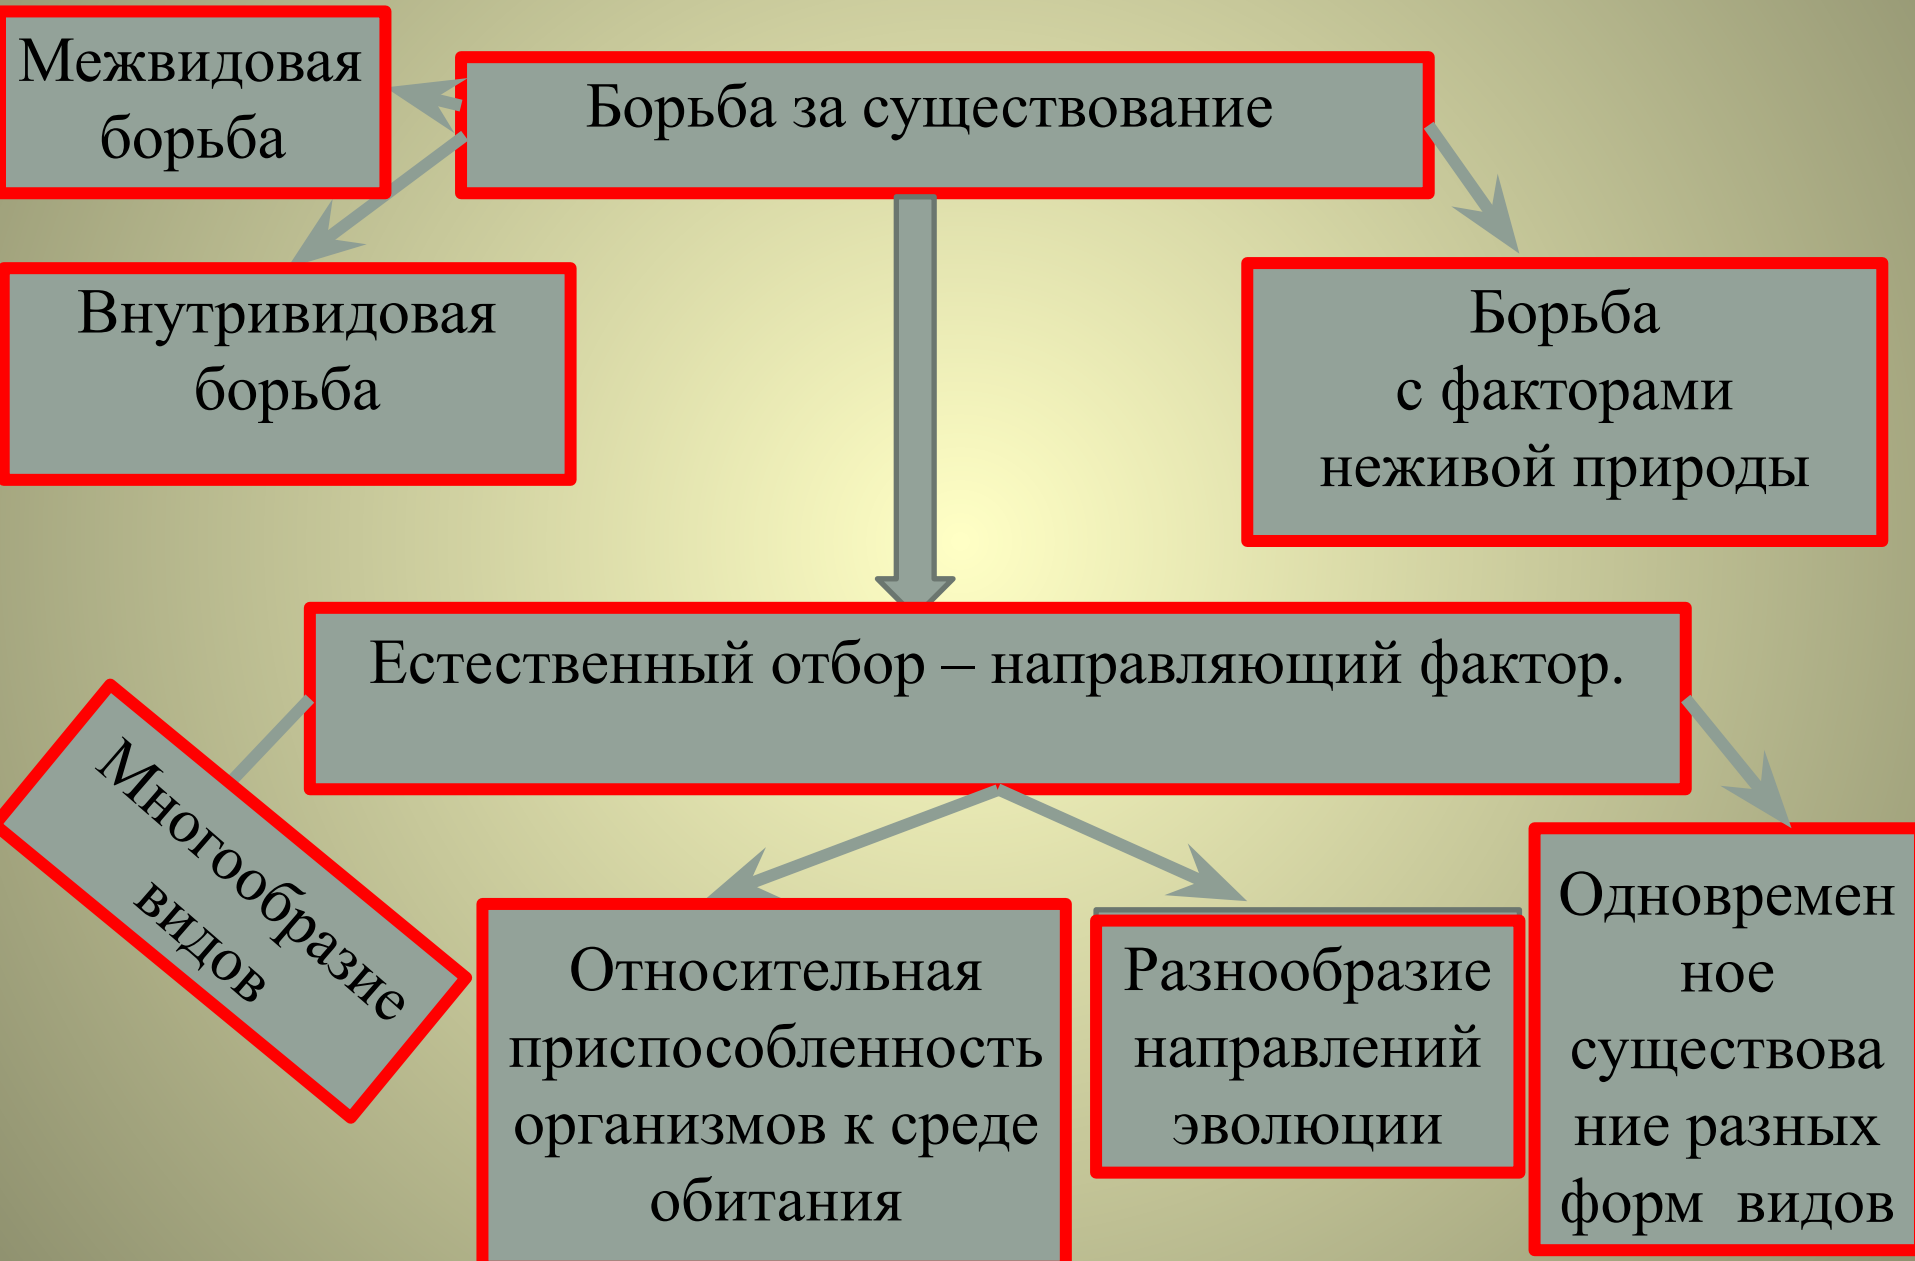 Межвидовая
борьба
Борьба за существование
Внутривидовая
борьба
Борьба
с факторами
неживой природы
Естественный отбор – направляющий фактор.
Многообразие
видов
Относительная
приспособленность
организмов к среде
обитания
Разнообразие
направлений
эволюции
Одновремен
ное
существова
ние разных
форм видов